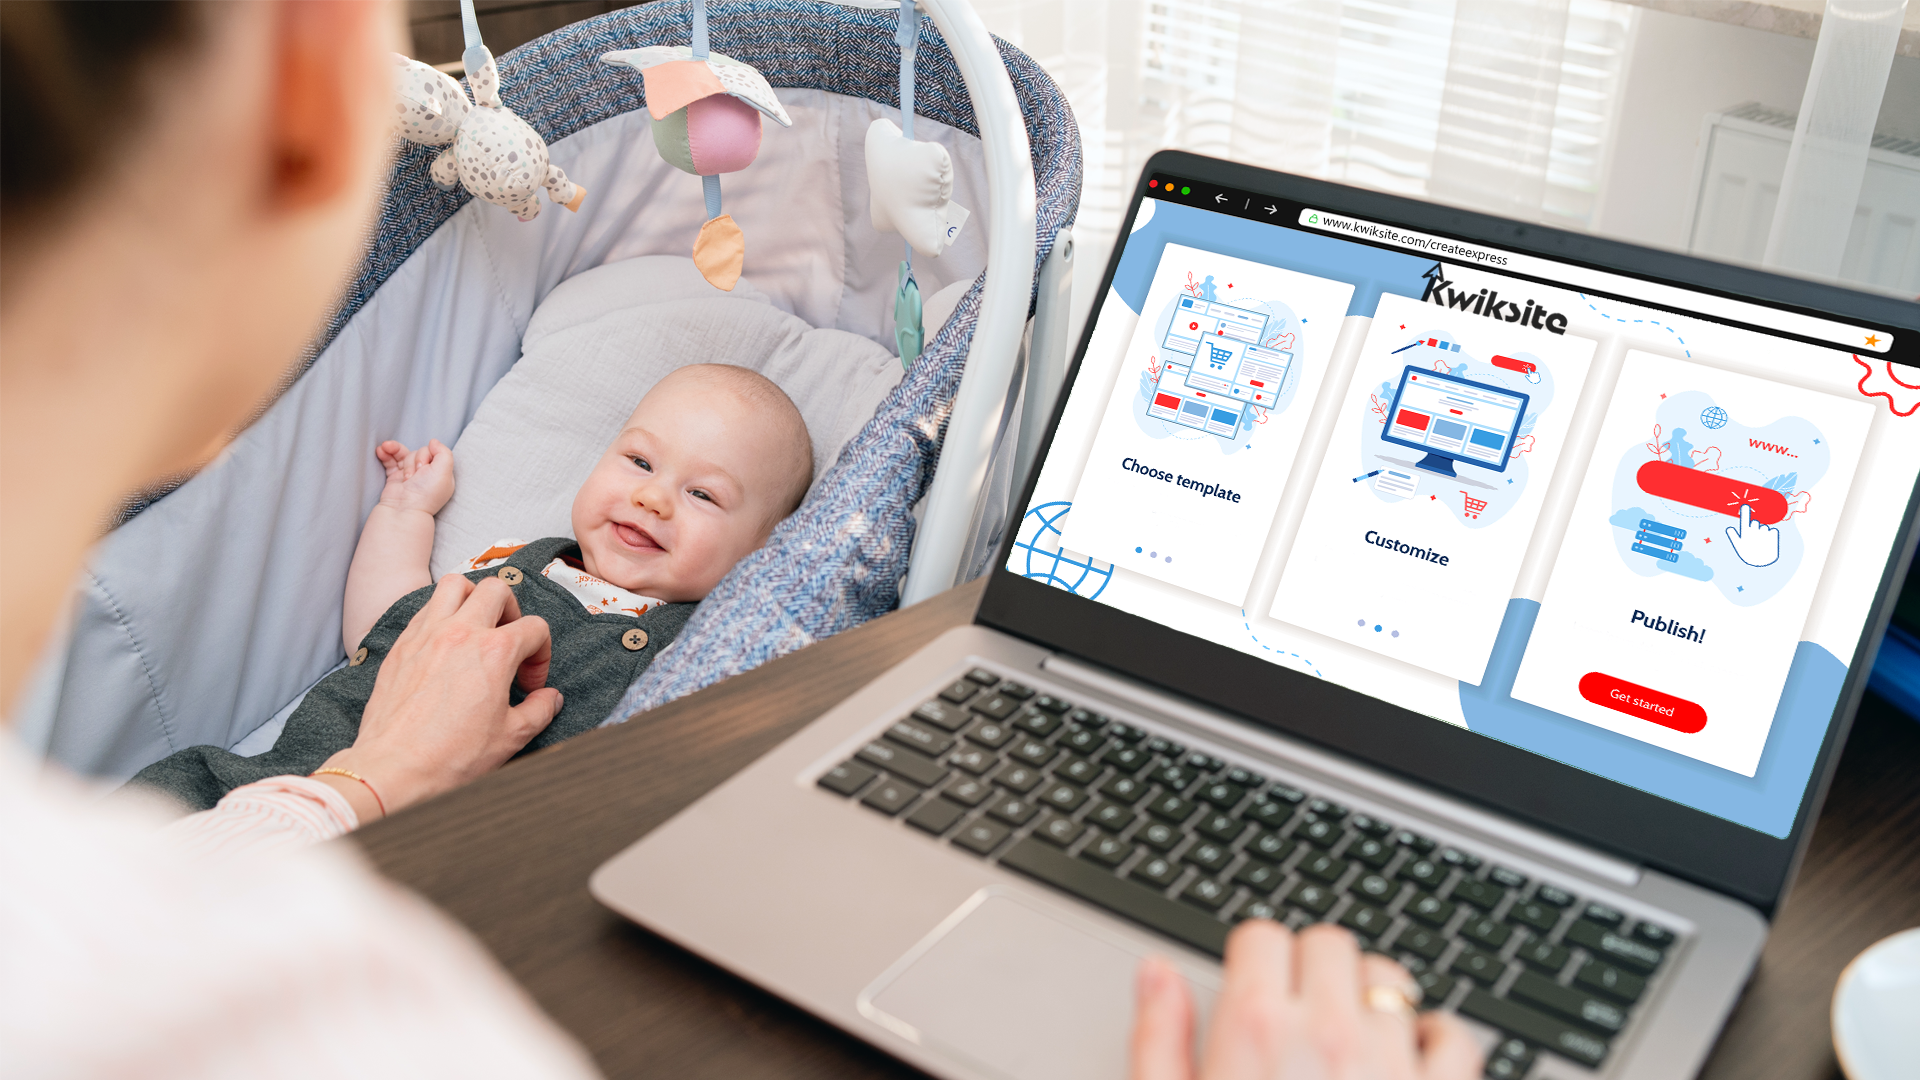 www.kwiksite.com/createexpress
Kwiksite
www...
Choose template
Customize
Publish!
Get started